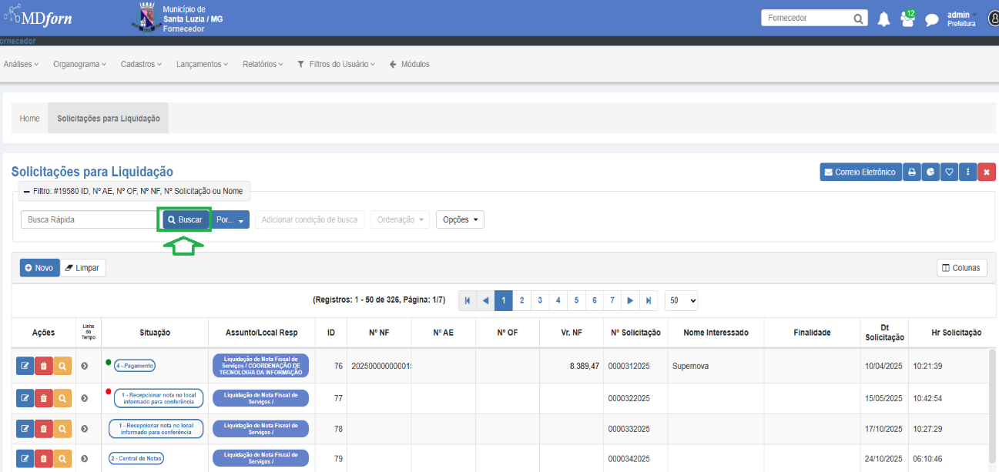 MDforn
Município de
Santa Luzia / MG
Fornecedor
Fornecedor
12
admin
Prefeitura
ornecedor
Análises
Organograma
Cadastros
Lançamentos
Relatórios
Filtros do Usuário
Módulos
Home
Solicitações para Liquidação
Solicitações para Liquidação
Correio Eletrônico
Filtro: #19580 ID, Nº AE, Nº OF, Nº NF, Nº Solicitação ou Nome
Busca Rápida
Buscar
Por...
Adicionar condição de busca
Ordenação
Opções
Novo
Limpar
Colunas
(Registros: 1 - 50 de 326, Página: 1/7)
1 2 3 4 5 6 7
50
Ações
Linha do Tempo
Situação
Assunto/Local Resp
ID
Nº NF
Nº AE
Nº OF
Vr. NF
Nº Solicitação
Nome Interessado
Finalidade
Dt Solicitação
Hr Solicitação
4 - Pagamento
Liquidação de Nota Fiscal de
Serviços / COORDENAÇÃO DE
TECNOLOGIA DA INFORMAÇÃO
76
8.389,47
0000312025
Supernova
10/04/2025
10:21:39
1 - Recepcionar nota no local
informado para conferência
Liquidação de Nota Fiscal de
Serviços /
77
0000322025
15/05/2025
10:42:54
1 - Recepcionar nota no local
informado para conferência
Liquidação de Nota Fiscal de
Serviços /
78
0000332025
17/10/2025
10:27:29
2 - Central de Notas
Liquidação de Nota Fiscal de
Serviços /
79
0000342025
24/10/2025
06:10:46